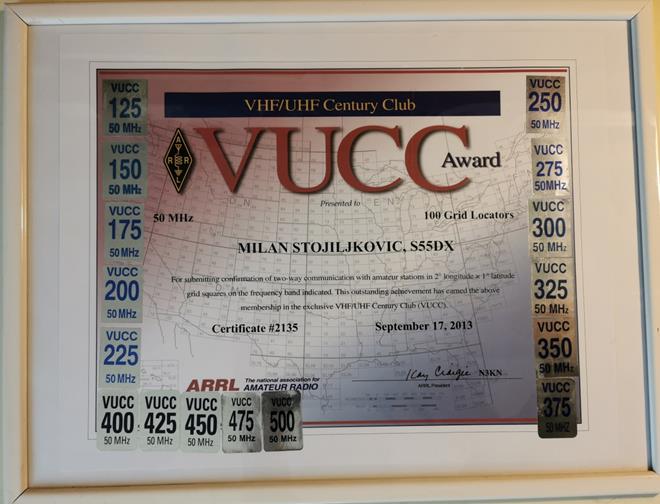 VHF/UHF Century Club
VUCC Award
ARRL
Presented to
50 MHz
100 Grid Locators
MILAN STOJILJKOVIC, S55DX
For submitting confirmation of two-way communication with amateur stations in 2° longitude × 1° latitude
grid squares on the frequency band indicated. This outstanding achievement has earned the above
membership in the exclusive VHF/UHF Century Club (VUCC).
Certificate #2135
September 17, 2013
ARRL The national association for
AMATEUR RADIO
Kay Craigie N3KN
ARRL President
VUCC
125
50 MHz
VUCC
150
50 MHz
VUCC
175
50 MHz
VUCC
200
50 MHz
VUCC
225
50 MHz
VUCC
250
50 MHz
VUCC
275
50MHz
VUCC
300
50 MHz
VUCC
325
50 MHz
VUCC
350
50 MHz
VUCC
375
50 MHZ
VUCC
400
50 MHz
VUCC
425
50 MHz
VUCC
450
50 MHz
VUCC
475
50 MHz
VUCC
500
50 MHz